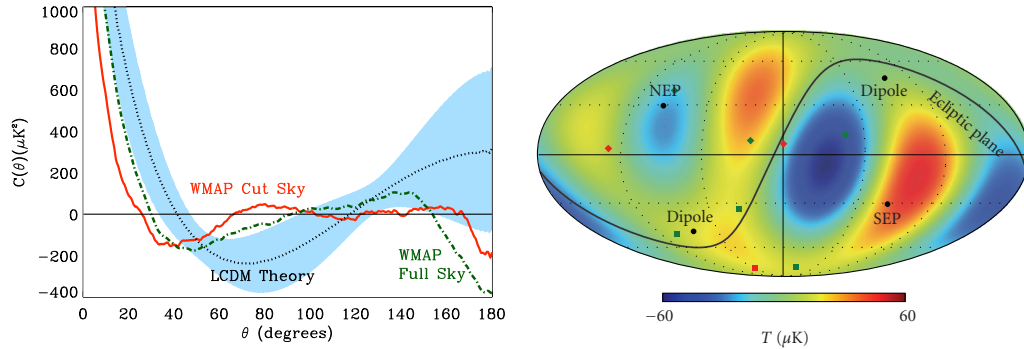 1000
800
600
400
200
0
−200
−400
C(θ)(μK²)
WMAP Cut Sky
LCDM Theory
WMAP
Full Sky
0 20 40 60 80 100 120 140 160 180
θ (degrees)
NEP
Dipole
Ecliptic plane
Dipole
SEP
−60 60
T (μK)